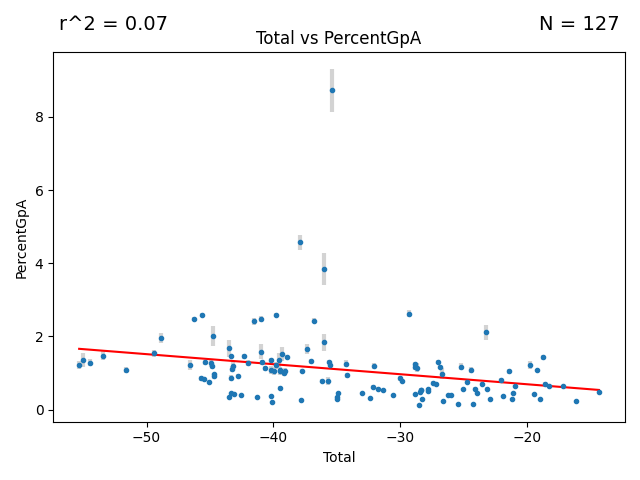 r^2 = 0.07
N = 127
Total vs PercentGpA
PercentGpA
8
6
4
2
0
−50
−40
−30
−20
Total